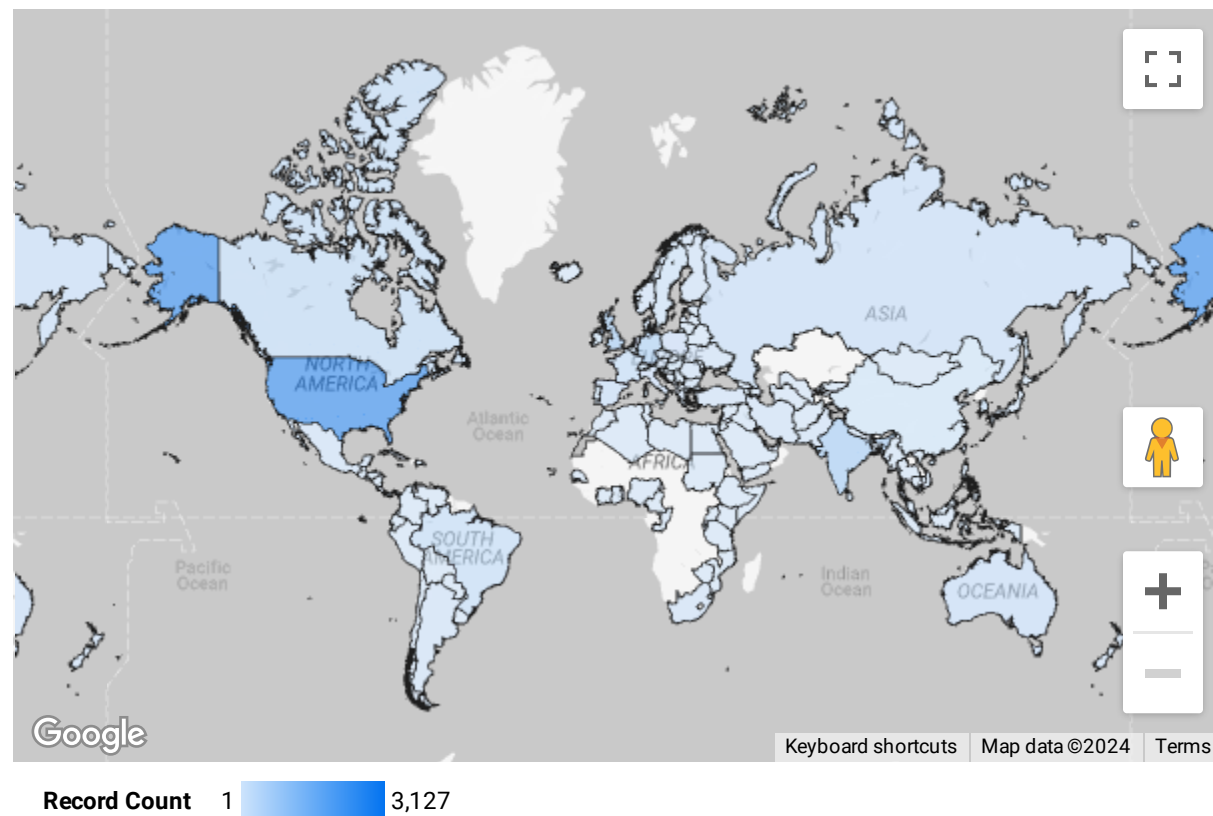 ASIA
NORTH
AMERICA
EUROPE
Atlantic
Ocean
AFRICA
SOUTH
AMERICA
Pacific
Ocean
Indian
Ocean
OCEANIA
Google
Keyboard shortcuts
Map data ©2024
Terms
Record Count 1 3,127